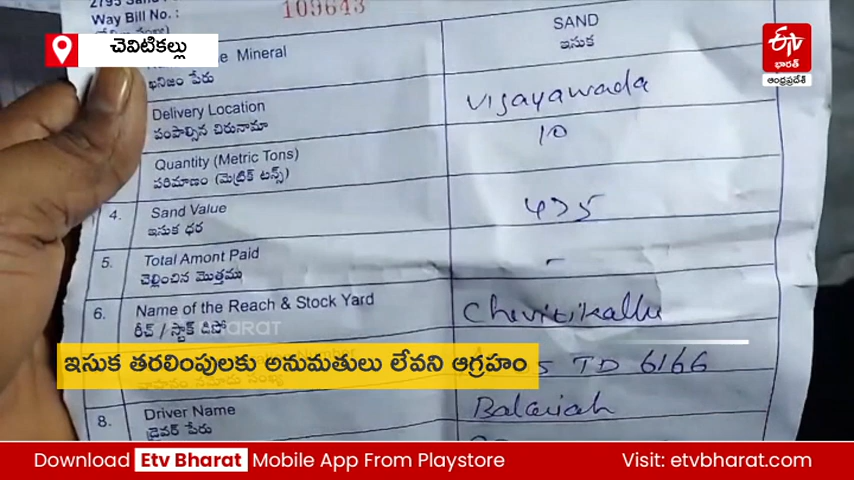 Way Bill No. :
109643
చెవిటికల్లు
Mineral
ఖనిజం పేరు
SAND
ఇసుక
etv
భారత్
ఆంధ్రప్రదేశ్
Delivery Location
పంపాల్సిన చిరునామా
Vijayawada
Quantity (Metric Tons)
పరిమాణం (మెట్రిక్ టన్స్)
10
4. Sand Value
ఇసుక ధర
475
5. Total Amont Paid
చెల్లించిన మొత్తము
-
6. Name of the Reach & Stock Yard
రీచ్ / స్టాక్
Chevitikallu
BHARAT
ఇసుక తరలింపులకు అనుమతులు లేవని ఆగ్రహం
TD 6166
8. Driver Name
డ్రైవర్ పేరు
Balaiah
Download Etv Bharat Mobile App From Playstore
Visit: etvbharat.com